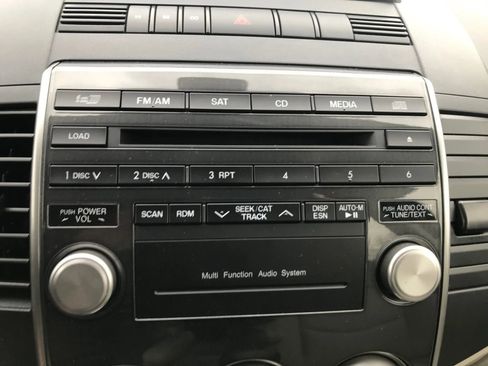 FM/AM SAT CD MEDIA
LOAD
1 DISC ∨ 2 DISC ∧ 3 RPT 4 5 6
PUSH POWER
VOL
SCAN RDM
SEEK/CAT
TRACK
DISP
ESN
AUTO-M
PUSH AUDIO CONT
TUNE/TEXT
Multi Function Audio System